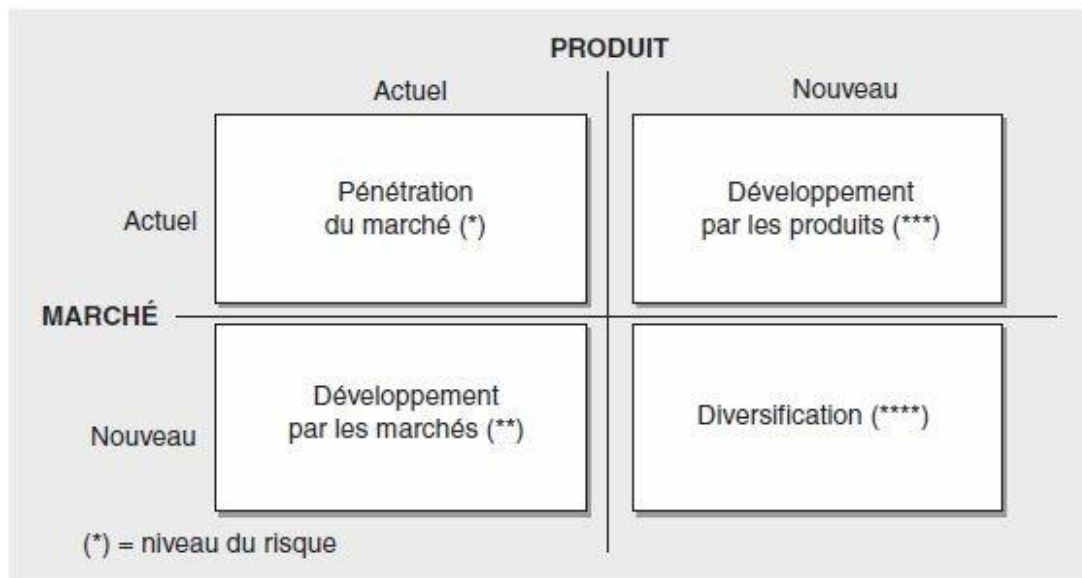 PRODUIT
Actuel
Nouveau
Actuel
Pénétration
du marché (*)
Développement
par les produits (***)
MARCHÉ
Nouveau
Développement
par les marchés (**)
Diversification (****)
(*) = niveau du risque